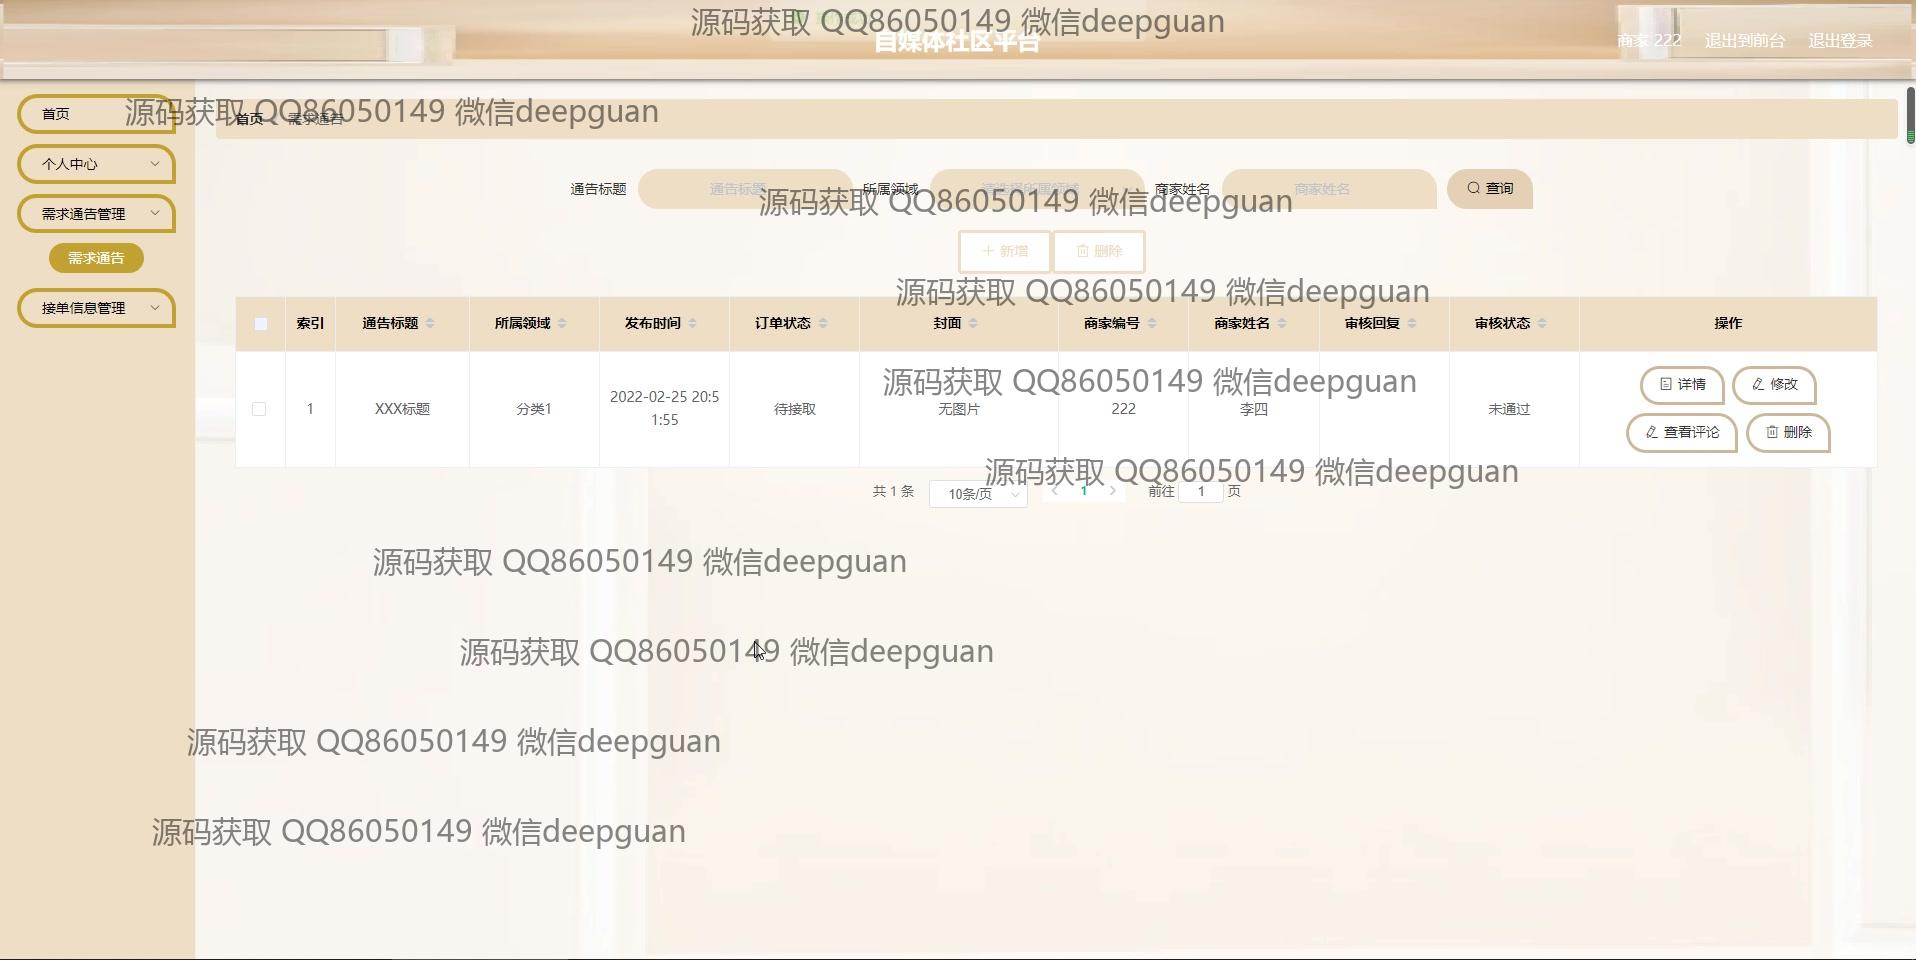 源码获取 QQ86050149 微信deepguan
自媒体社区平台
商家 222 退出到前台 退出登录
首页
源码获取 QQ86050149 微信deepguan
首页 需求通告
个人中心
需求通告管理
需求通告
接单信息管理
通告标题 通告标题 所属领域 请选择所属领域 商家姓名 商家姓名 查询
源码获取 QQ86050149 微信deepguan
新增 删除
源码获取 QQ86050149 微信deepguan
索引 通告标题 所属领域 发布时间 订单状态 封面 商家编号 商家姓名 审核回复 审核状态 操作
源码获取 QQ86050149 微信deepguan
1 XXX标题 分类1 2022-02-25 20:5
1:55 待接取 无图片 222 李四 未通过
详情 修改
查看评论 删除
源码获取 QQ86050149 微信deepguan
共 1 条 10条/页 1 前往 1 页
源码获取 QQ86050149 微信deepguan
源码获取 QQ86050149 微信deepguan
源码获取 QQ86050149 微信deepguan
源码获取 QQ86050149 微信deepguan